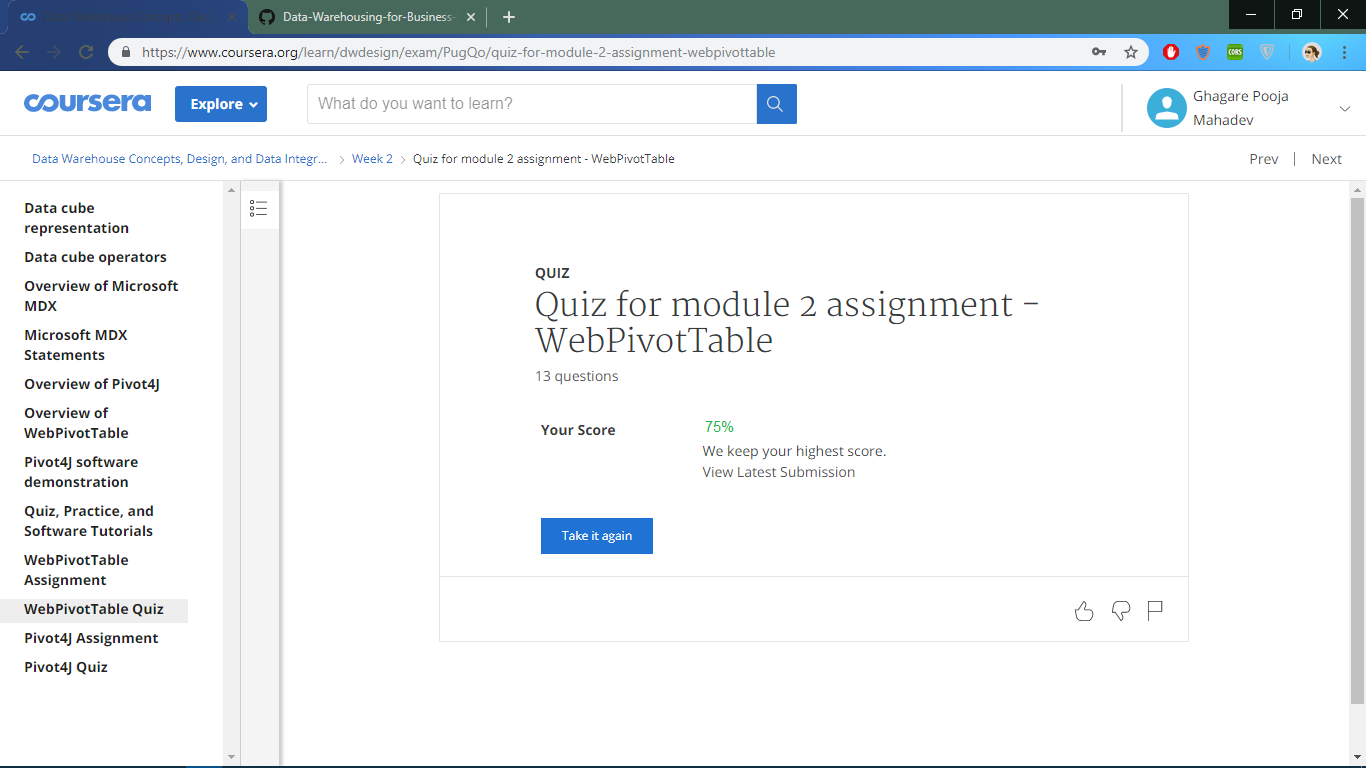 Data-Warehousing-for-Business-
https://www.coursera.org/learn/dwdesign/exam/PugQo/quiz-for-module-2-assignment-webpivottable
CORS
coursera
Explore
What do you want to learn?
Ghagare Pooja
Mahadev
Data Warehouse Concepts, Design, and Data Integr...
Week 2
Quiz for module 2 assignment - WebPivotTable
Prev | Next
Data cube
representation
Data cube operators
Overview of Microsoft
MDX
Microsoft MDX
Statements
Overview of Pivot4J
Overview of
WebPivotTable
Pivot4J software
demonstration
Quiz, Practice, and
Software Tutorials
WebPivotTable
Assignment
WebPivotTable Quiz
Pivot4J Assignment
Pivot4J Quiz
QUIZ
Quiz for module 2 assignment -
WebPivotTable
13 questions
Your Score
75%
We keep your highest score.
View Latest Submission
Take it again